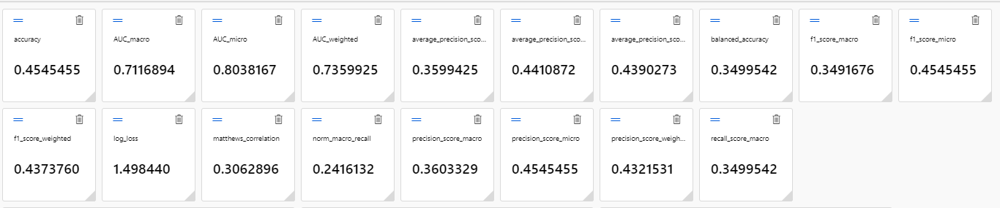 accuracy
0.4545455
AUC_macro
0.7116894
AUC_micro
0.8038167
AUC_weighted
0.7359925
average_precision_sco...
0.3599425
average_precision_sco...
0.4410872
average_precision_sco...
0.4390273
balanced_accuracy
0.3499542
f1_score_macro
0.3491676
f1_score_micro
0.4545455
f1_score_weighted
0.4373760
log_loss
1.498440
matthews_correlation
0.3062896
norm_macro_recall
0.2416132
precision_score_macro
0.3603329
precision_score_micro
0.4545455
precision_score_weigh...
0.4321531
recall_score_macro
0.3499542